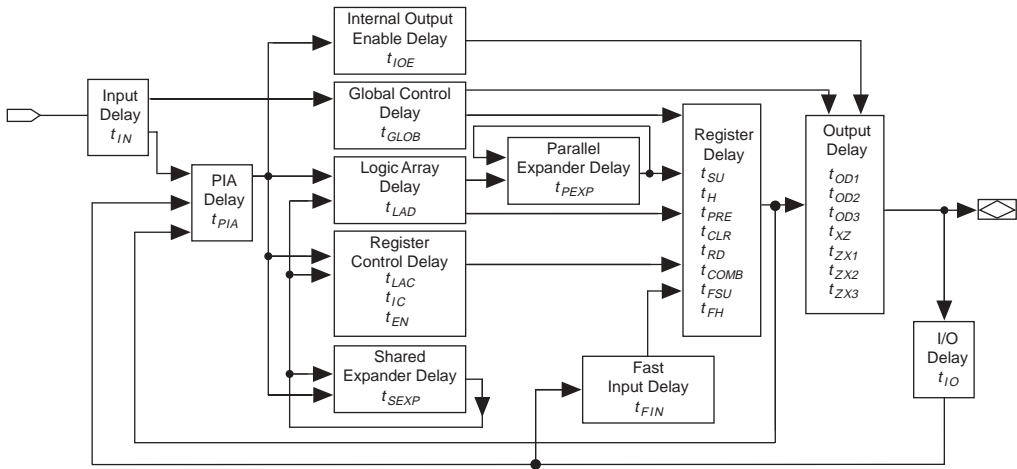 Internal Output
Enable Delay
tIOE
Input
Delay
tIN
Global Control
Delay
tGLOB
PIA
Delay
tPIA
Logic Array
Delay
tLAD
Parallel
Expander Delay
tPEXP
Register
Control Delay
tLAC
tIC
tEN
Shared
Expander Delay
tSEXP
Register
Delay
tSU
tH
tPRE
tCLR
tRD
tCOMB
tFSU
tFH
Fast
Input Delay
tFIN
Output
Delay
tOD1
tOD2
tOD3
tXZ
tZX1
tZX2
tZX3
I/O
Delay
tIO